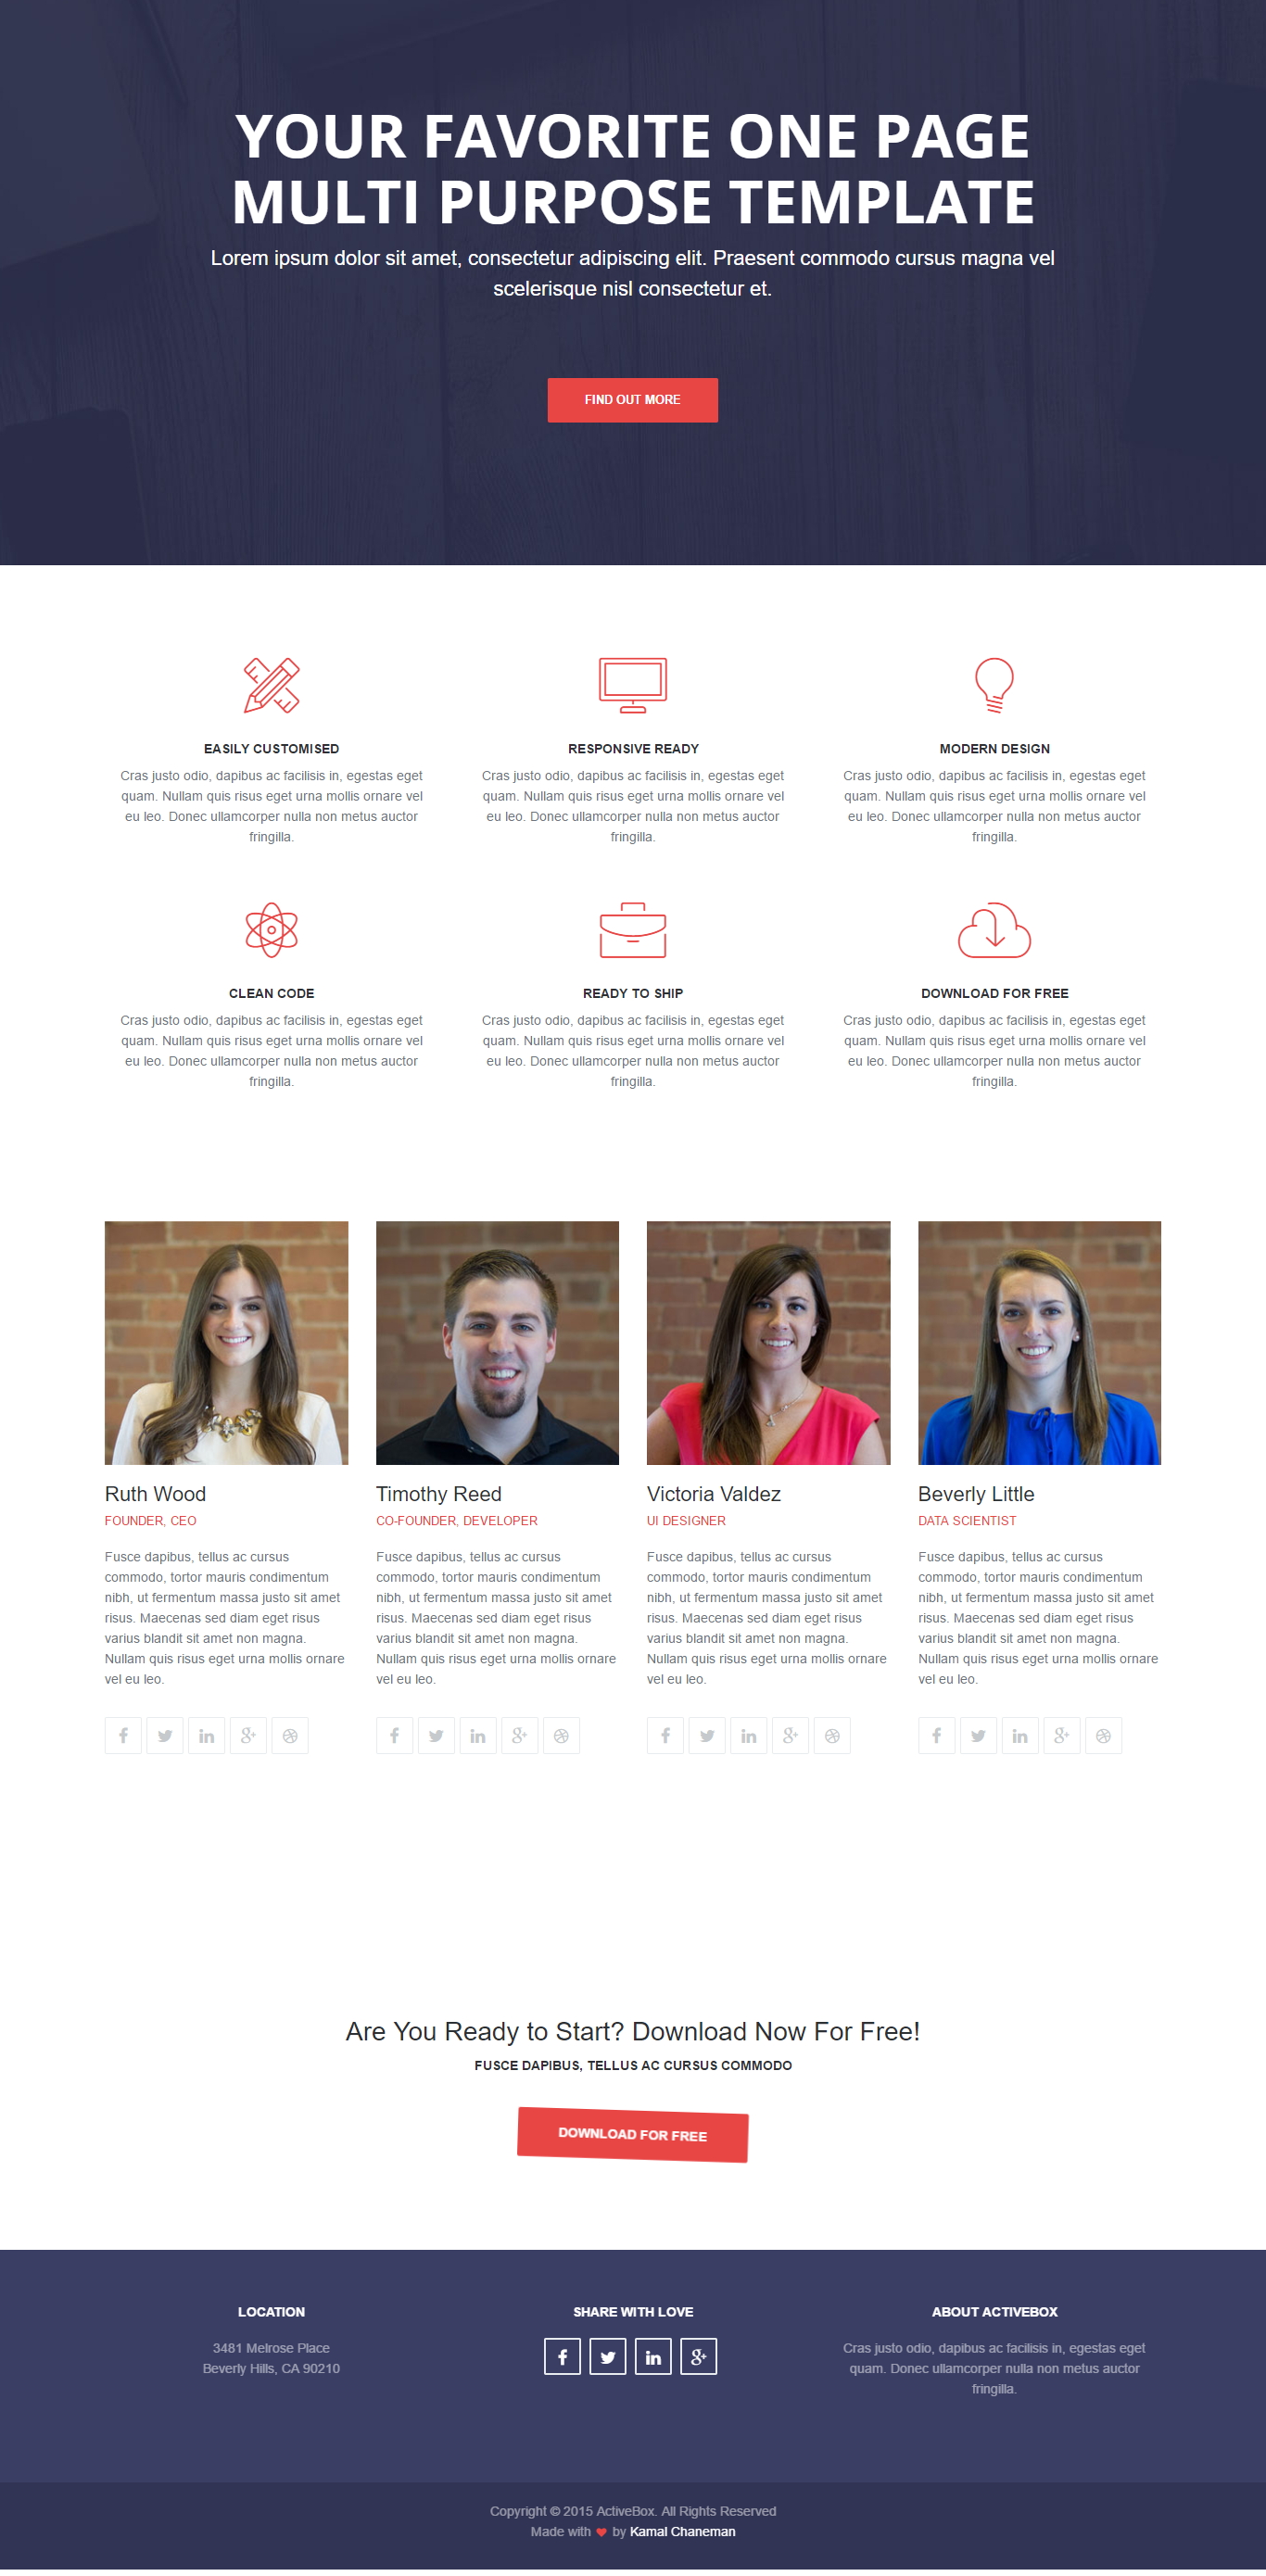 YOUR FAVORITE ONE PAGE
MULTI PURPOSE TEMPLATE
Lorem ipsum dolor sit amet, consectetur adipiscing elit. Praesent commodo cursus magna vel
scelerisque nisl consectetur et.
FIND OUT MORE
EASILY CUSTOMISED
Cras justo odio, dapibus ac facilisis in, egestas eget
quam. Nullam quis risus eget urna mollis ornare vel
eu leo. Donec ullamcorper nulla non metus auctor
fringilla.
RESPONSIVE READY
Cras justo odio, dapibus ac facilisis in, egestas eget
quam. Nullam quis risus eget urna mollis ornare vel
eu leo. Donec ullamcorper nulla non metus auctor
fringilla.
MODERN DESIGN
Cras justo odio, dapibus ac facilisis in, egestas eget
quam. Nullam quis risus eget urna mollis ornare vel
eu leo. Donec ullamcorper nulla non metus auctor
fringilla.
CLEAN CODE
Cras justo odio, dapibus ac facilisis in, egestas eget
quam. Nullam quis risus eget urna mollis ornare vel
eu leo. Donec ullamcorper nulla non metus auctor
fringilla.
READY TO SHIP
Cras justo odio, dapibus ac facilisis in, egestas eget
quam. Nullam quis risus eget urna mollis ornare vel
eu leo. Donec ullamcorper nulla non metus auctor
fringilla.
DOWNLOAD FOR FREE
Cras justo odio, dapibus ac facilisis in, egestas eget
quam. Nullam quis risus eget urna mollis ornare vel
eu leo. Donec ullamcorper nulla non metus auctor
fringilla.
Ruth Wood
FOUNDER, CEO
Fusce dapibus, tellus ac cursus
commodo, tortor mauris condimentum
nibh, ut fermentum massa justo sit amet
risus. Maecenas sed diam eget risus
varius blandit sit amet non magna.
Nullam quis risus eget urna mollis ornare
vel eu leo.
Timothy Reed
CO-FOUNDER, DEVELOPER
Fusce dapibus, tellus ac cursus
commodo, tortor mauris condimentum
nibh, ut fermentum massa justo sit amet
risus. Maecenas sed diam eget risus
varius blandit sit amet non magna.
Nullam quis risus eget urna mollis ornare
vel eu leo.
Victoria Valdez
UI DESIGNER
Fusce dapibus, tellus ac cursus
commodo, tortor mauris condimentum
nibh, ut fermentum massa justo sit amet
risus. Maecenas sed diam eget risus
varius blandit sit amet non magna.
Nullam quis risus eget urna mollis ornare
vel eu leo.
Beverly Little
DATA SCIENTIST
Fusce dapibus, tellus ac cursus
commodo, tortor mauris condimentum
nibh, ut fermentum massa justo sit amet
risus. Maecenas sed diam eget risus
varius blandit sit amet non magna.
Nullam quis risus eget urna mollis ornare
vel eu leo.
Are You Ready to Start? Download Now For Free!
FUSCE DAPIBUS, TELLUS AC CURSUS COMMODO
DOWNLOAD FOR FREE
LOCATION
3481 Melrose Place
Beverly Hills, CA 90210
SHARE WITH LOVE
ABOUT ACTIVEBOX
Cras justo odio, dapibus ac facilisis in, egestas eget
quam. Donec ullamcorper nulla non metus auctor
fringilla.
Copyright © 2015 ActiveBox. All Rights Reserved
Made with ❤ by Kamal Chaneman